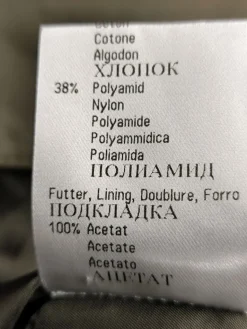 Cotone
Algodon
ХЛОПОК
38% Polyamid
Nylon
Polyamide
Polyammidica
Poliamida
ПОЛИАМИД
Futter, Lining, Doublure, Forro
ПОДКЛАДКА
100% Acetat
Acetate
Acetato
АЦЕТАТ